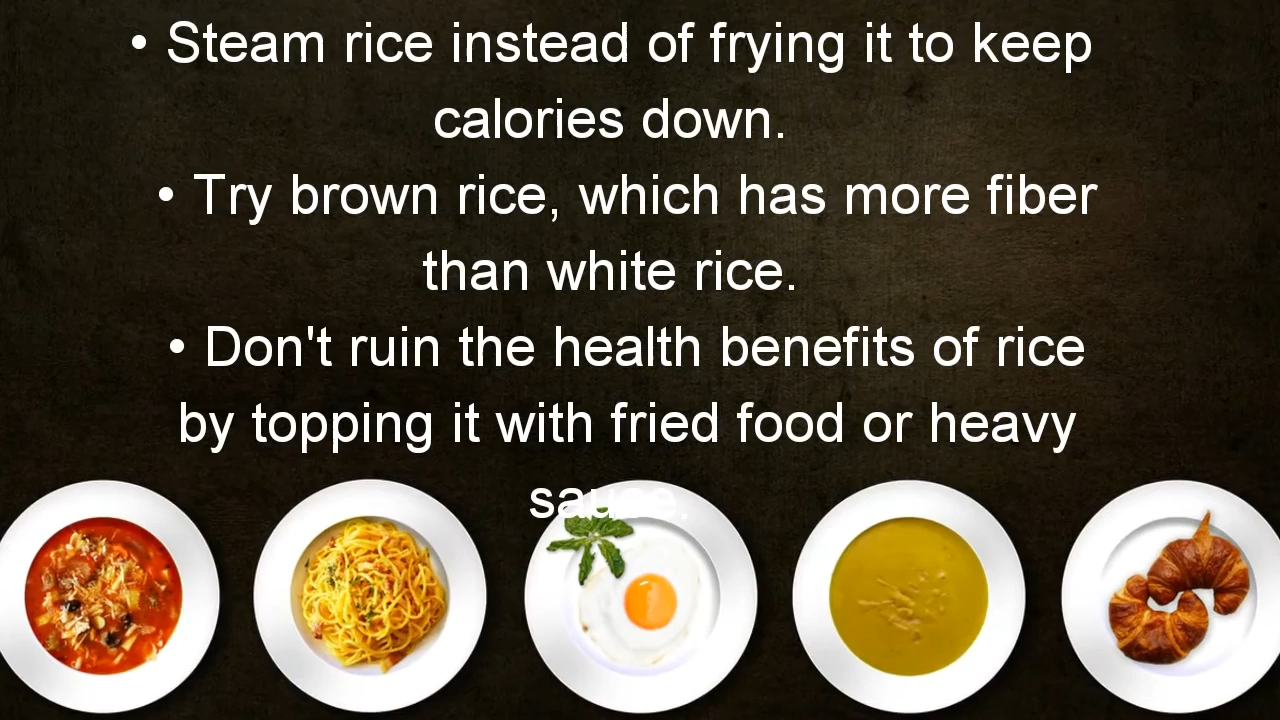 • Steam rice instead of frying it to keep
calories down.
• Try brown rice, which has more fiber
than white rice.
• Don't ruin the health benefits of rice
by topping it with fried food or heavy
sauce.